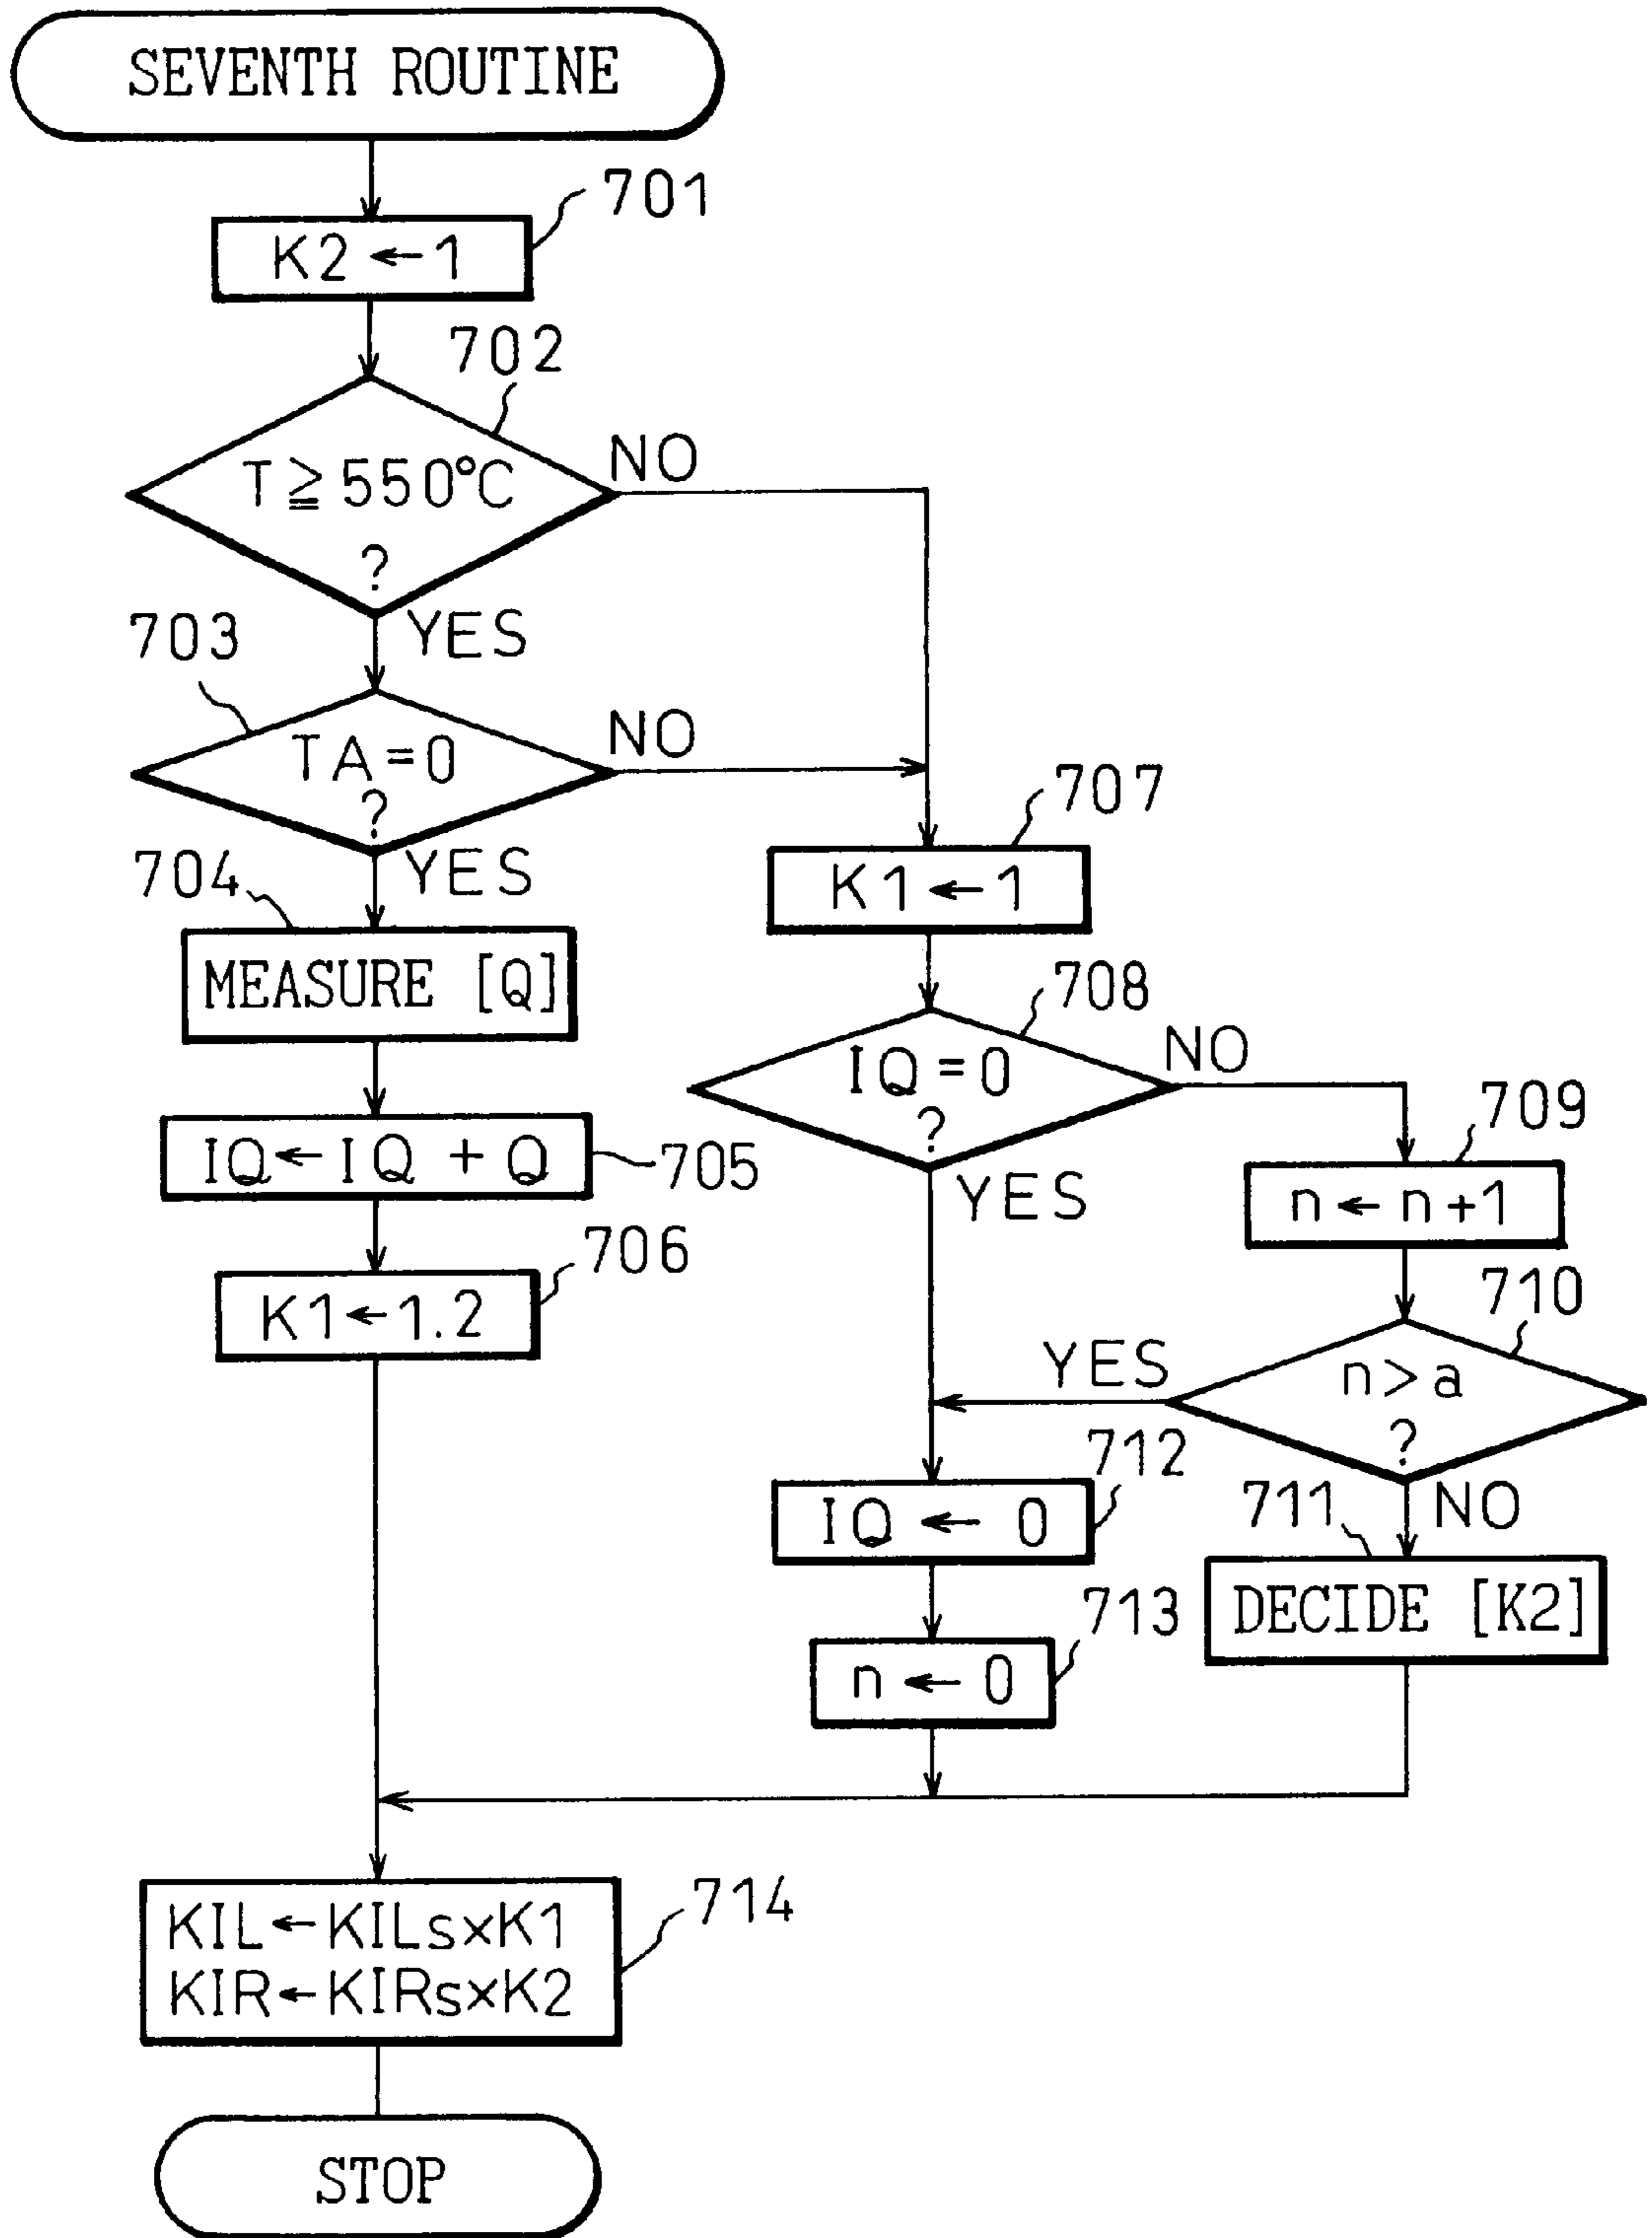 SEVENTH ROUTINE
701
K2 ← 1
702
T ≧ 550°C
?
NO
YES
703
TA = 0
?
NO
YES
704
MEASURE [Q]
IQ ← IQ + Q
705
706
K1 ← 1.2
707
K1 ← 1
708
IQ = 0
?
NO
YES
709
n ← n + 1
710
n > a
?
YES
NO
711
DECIDE [K2]
712
IQ ← 0
713
n ← 0
714
KIL ← KILs x K1
KIR ← KIRs x K2
STOP